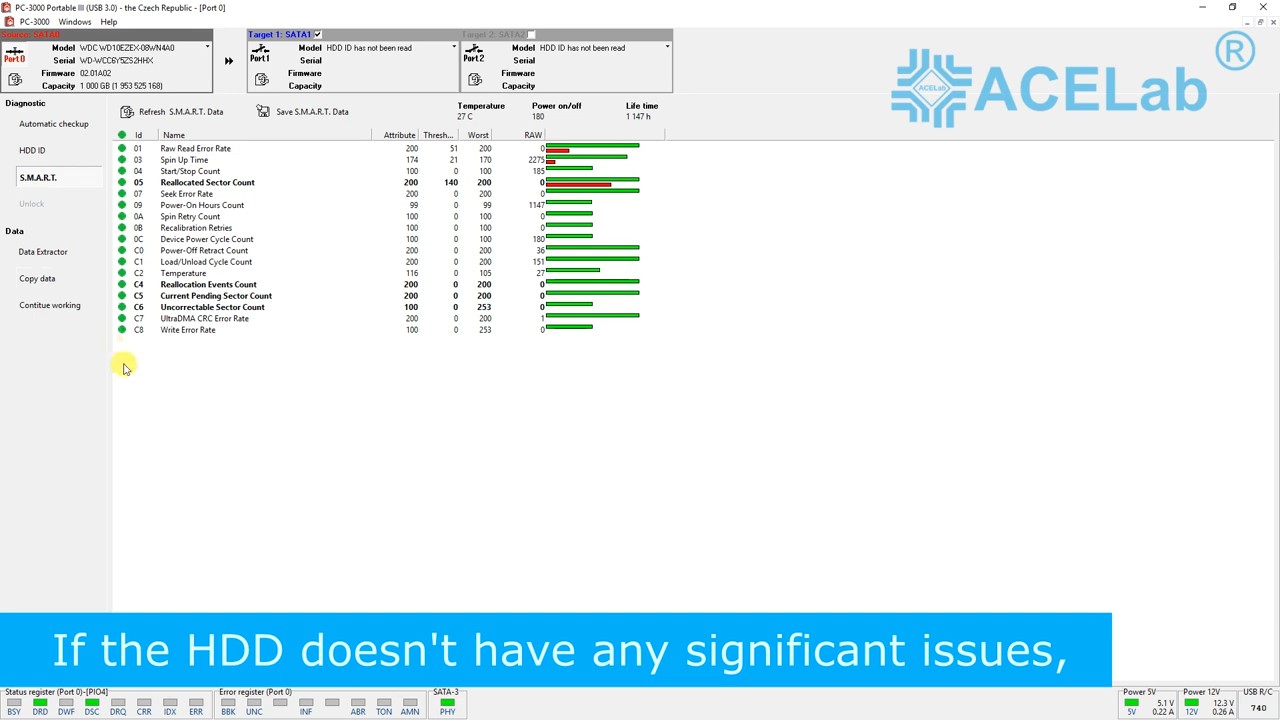 PC-3000 Portable III (USB 3.0) - the Czech Republic - [Port 0]
PC-3000 Windows Help
Source: SATA0
Port0
Model WDC WD10EZEX-08WN4A0
Serial WD-WCC6Y5ZS2HHX
Firmware 02.01A02
Capacity 1 000 GB (1 953 525 168)
Target 1: SATA1
Port1
Model HDD ID has not been read
Serial
Firmware
Capacity
Target 2: SATA2
Port2
Model HDD ID has not been read
Serial
Firmware
Capacity
ACELab ACELab ®
Diagnostic
Automatic checkup
HDD ID
S.M.A.R.T.
Unlock
Data
Data Extractor
Copy data
Contitue working
Refresh S.M.A.R.T. Data Save S.M.A.R.T. Data
Temperature Power on/off Life time
27 C 180 1 147 h
Id Name Attribute Thresh... Worst RAW
01 Raw Read Error Rate 200 51 200 0
03 Spin Up Time 174 21 170 2275
04 Start/Stop Count 100 0 100 185
05 Reallocated Sector Count 200 140 200 0
07 Seek Error Rate 200 0 200 0
09 Power-On Hours Count 99 0 99 1147
0A Spin Retry Count 100 0 100 0
0B Recalibration Retries 100 0 100 0
0C Device Power Cycle Count 100 0 100 180
C0 Power-Off Retract Count 200 0 200 36
C1 Load/Unload Cycle Count 200 0 200 151
C2 Temperature 116 0 105 27
C4 Reallocation Events Count 200 0 200 0
C5 Current Pending Sector Count 200 0 200 0
C6 Uncorrectable Sector Count 100 0 253 0
C7 UltraDMA CRC Error Rate 200 0 200 1
C8 Write Error Rate 100 0 253 0
If the HDD doesn't have any significant issues,
Status register (Port 0)-[PIO4] Error register (Port 0) SATA-3 Power 5V Power 12V USB R/C
BSY DRD DWF DSC DRQ CRR IDX ERR BBK UNC INF ABR TON AMN PHY
5V 5.1 V 0.22 A 12V 12.3 V 0.26 A 740